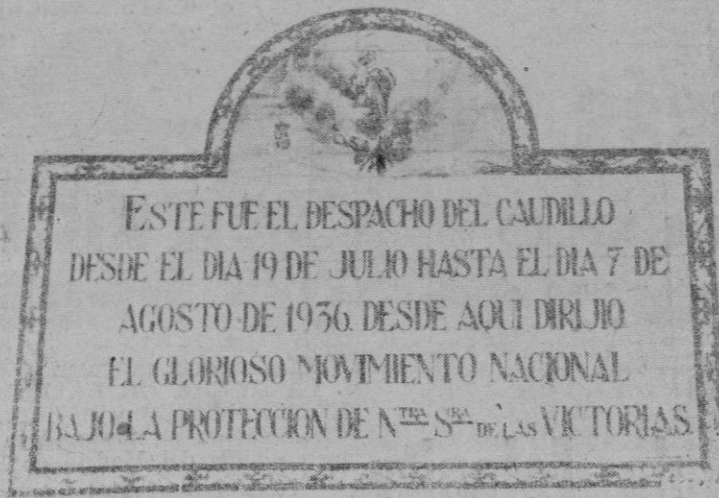 ESTE FUE EL DESPACHO DEL CAUDILLO
DESDE EL DIA 19 DE JULIO HASTA EL DIA 7 DE
AGOSTO DE 1936. DESDE AQUI DIRIJIO
EL GLORIOSO MOVIMIENTO NACIONAL
BAJO LA PROTECCION DE NTRA SRA DE LAS VICTORIAS.